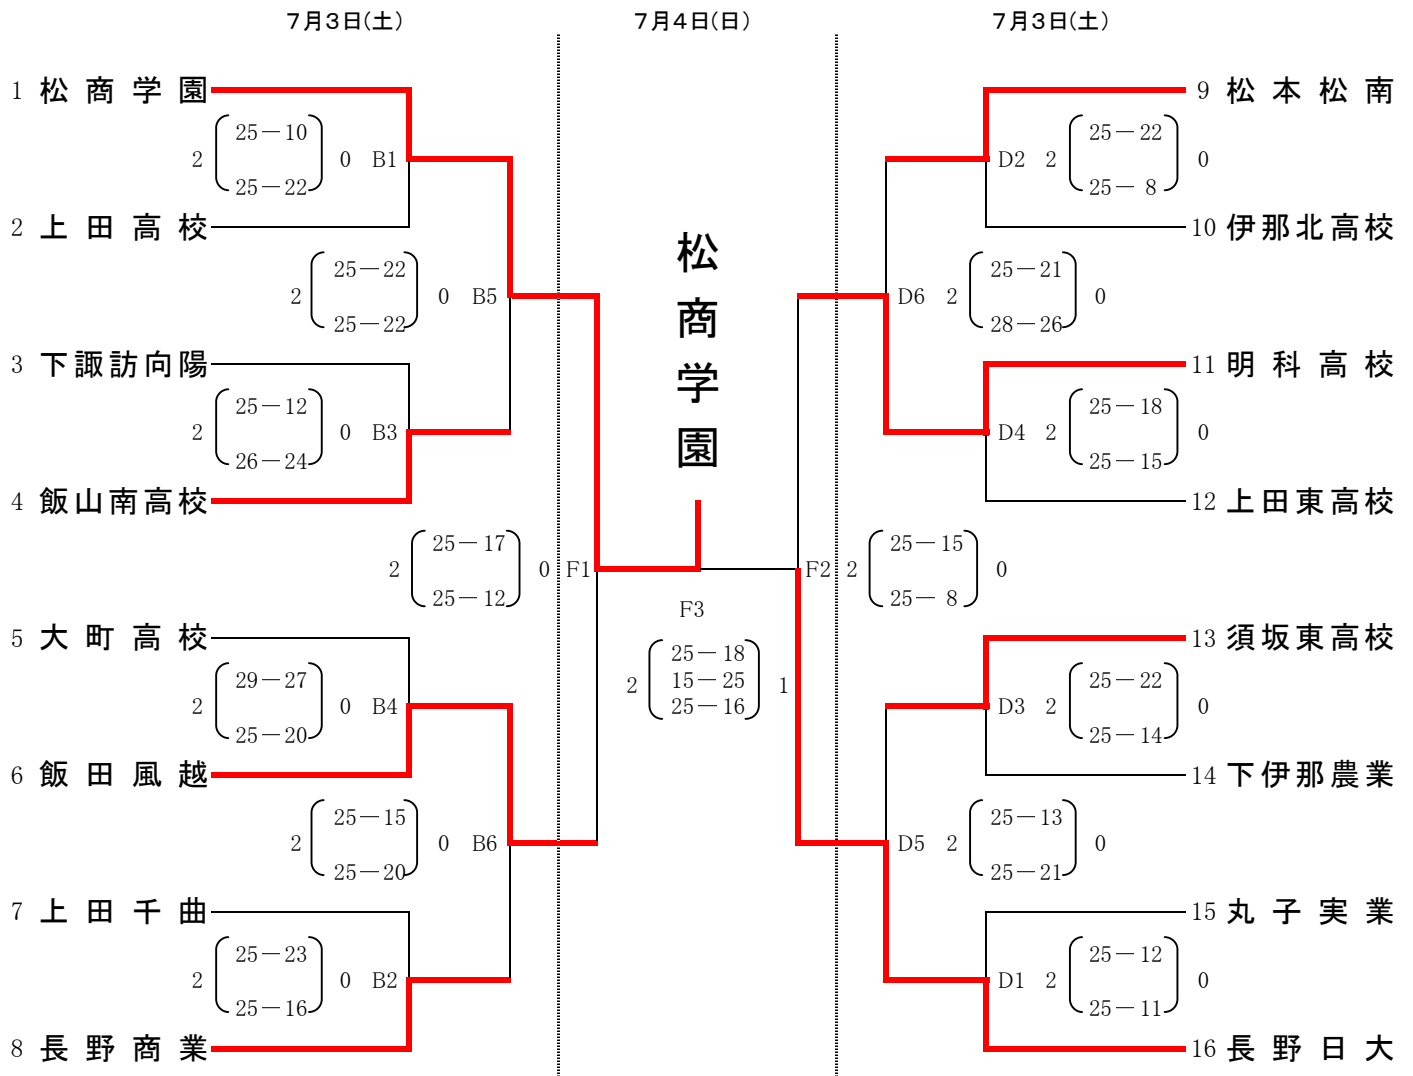 7月3日(土) 7月4日(日) 7月3日(土)
1 松商学園
25－10
2 0 B1
25－22
2 上田高校
25－22
2 0 B5
25－22
3 下諏訪向陽
25－12
2 0 B3
26－24
4 飯山南高校
25－17
2 0 F1
25－12
5 大町高校
29－27
2 0 B4
25－20
6 飯田風越
25－15
2 0 B6
25－20
7 上田千曲
25－23
2 0 B2
25－16
8 長野商業
松商学園
F3
25－18
2 15－25 1
25－16
9 松本松南
25－22
D2 2 0
25－8
10 伊那北高校
25－21
D6 2 0
28－26
11 明科高校
25－18
D4 2 0
25－15
12 上田東高校
25－15
F2 2 0
25－8
13 須坂東高校
25－22
D3 2 0
25－14
14 下伊那農業
25－13
D5 2 0
25－21
15 丸子実業
25－12
D1 2 0
25－11
16 長野日大